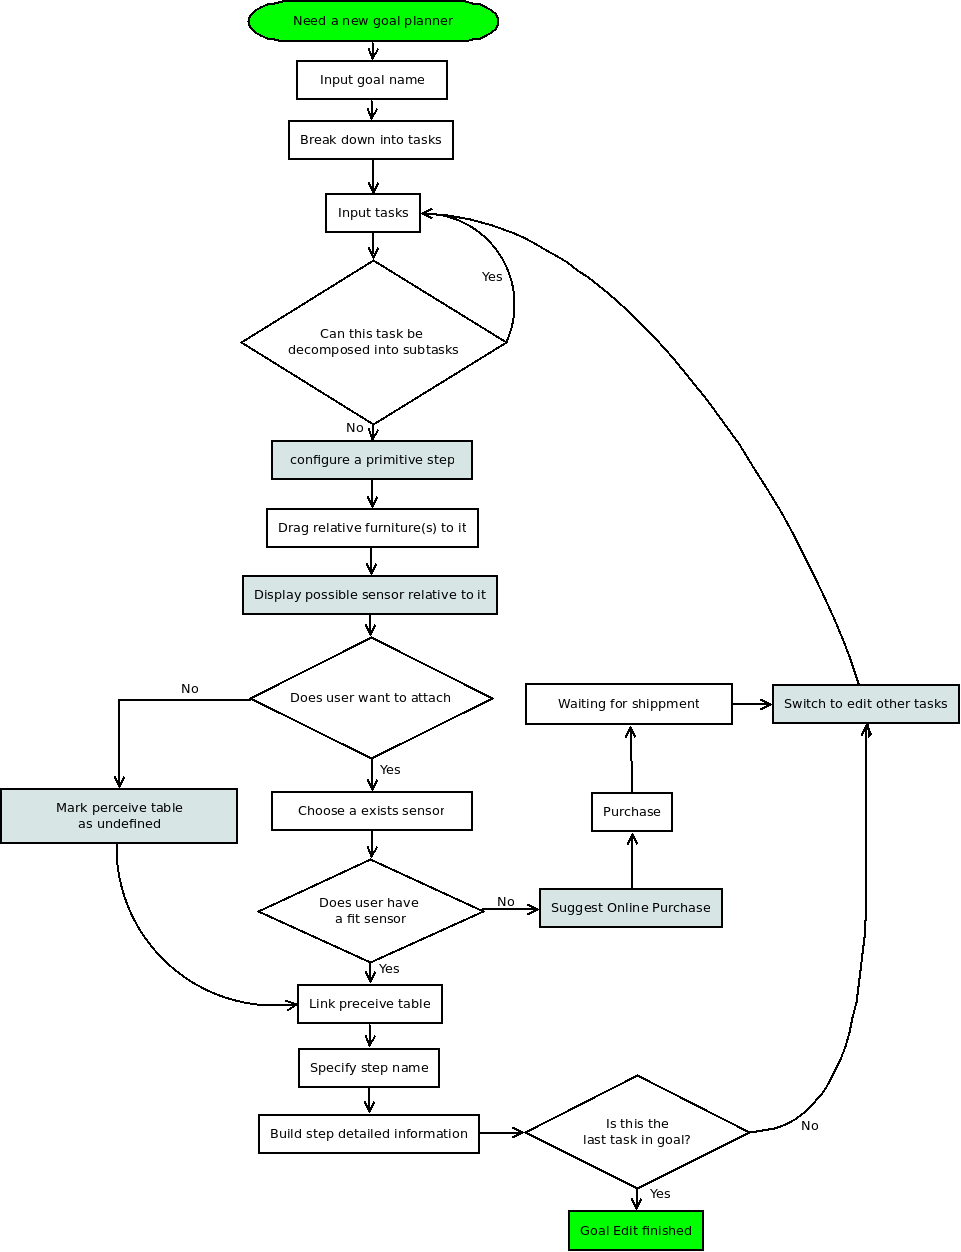 Need a new goal planner
Input goal name
Break down into tasks
Input tasks
Yes
Can this task be
decomposed into subtasks
No
configure a primitive step
Drag relative furniture(s) to it
Display possible sensor relative to it
Does user want to attach
No
Yes
Waiting for shippment
Switch to edit other tasks
Mark perceive table
as undefined
Choose a exists sensor
Purchase
Does user have
a fit sensor
No
Suggest Online Purchase
Yes
Link preceive table
Specify step name
Build step detailed information
Is this the
last task in goal?
No
Yes
Goal Edit finished